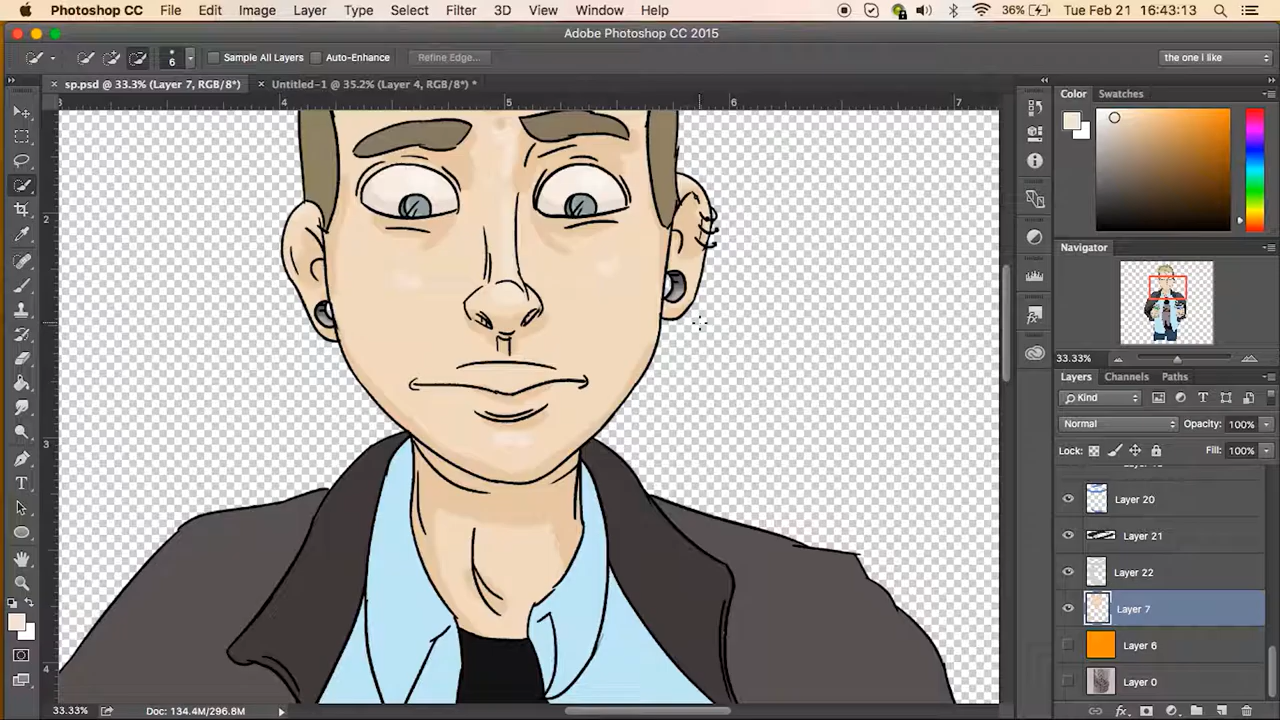 Photoshop CC File Edit Image Layer Type Select Filter 3D View Window Help 36% Tue Feb 21 16:43:13
Adobe Photoshop CC 2015
6 Sample All Layers Auto-Enhance Refine Edge... the one I like
sp.psd @ 33.3% (Layer 7, RGB/8*) Untitled-1 @ 35.2% (Layer 4, RGB/8*) *
3 4 5 6 7
2
3
4
Color Swatches
Navigator
33.33%
Layers Channels Paths
Kind
Normal Opacity: 100%
Lock: Fill: 100%
Layer 20
Layer 21
Layer 22
Layer 7
Layer 6
Layer 0
33.33% Doc: 134.4M/296.8M